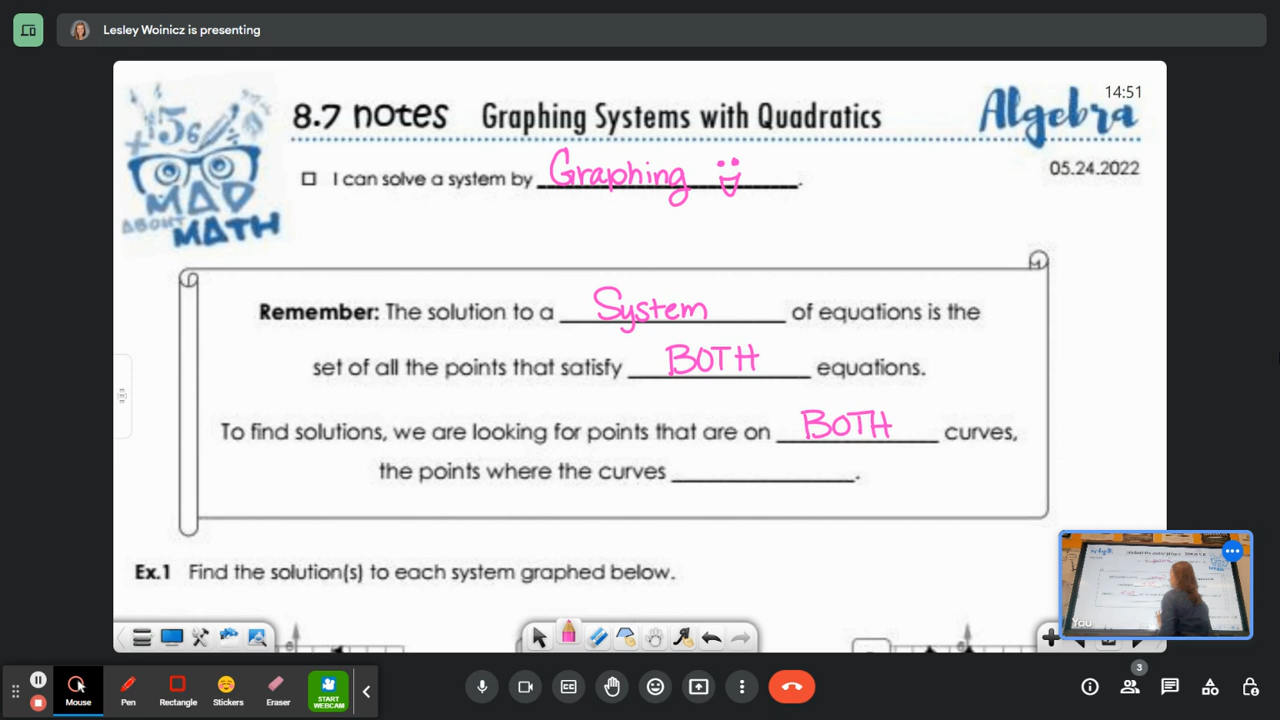 Lesley Woinicz is presenting
14:51
8.7 notes Graphing Systems with Quadratics Algebra
+ 5 6
I can solve a system by Graphing.
05.24.2022
MAD
ABOUT
MATH
Remember: The solution to a System of equations is the
set of all the points that satisfy BOTH equations.
To find solutions, we are looking for points that are on BOTH curves,
the points where the curves ____________.
Ex.1 Find the solution(s) to each system graphed below.
You
3
Mouse Pen Rectangle Stickers Eraser START WEBCAM